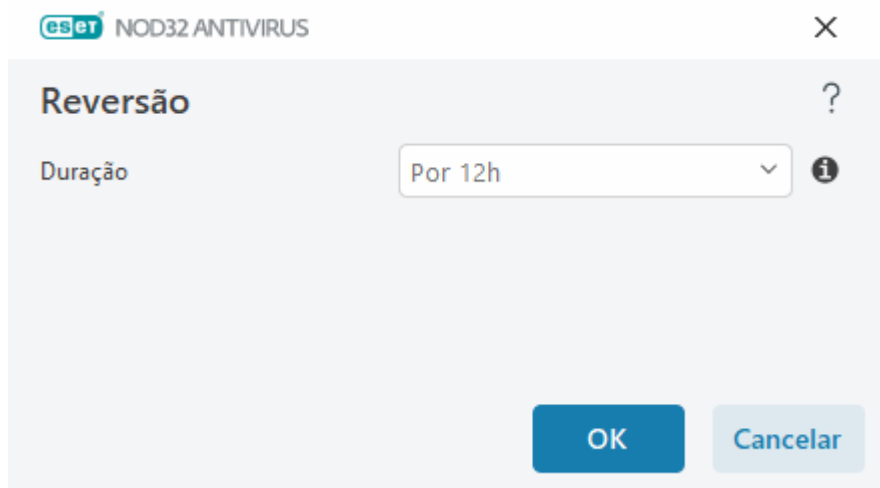 eset NOD32 ANTIVIRUS
Reversão
Duração Por 12h
OK Cancelar